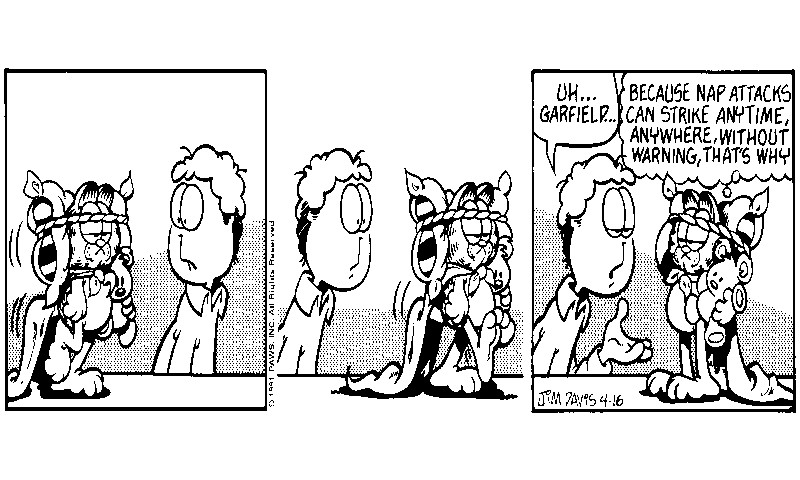 © 1991 PAWS, INC. All Rights Reserved
UH...
GARFIELD...
BECAUSE NAP ATTACKS
CAN STRIKE ANYTIME,
ANYWHERE, WITHOUT
WARNING, THAT'S WHY
JIM DAVIS 4-16